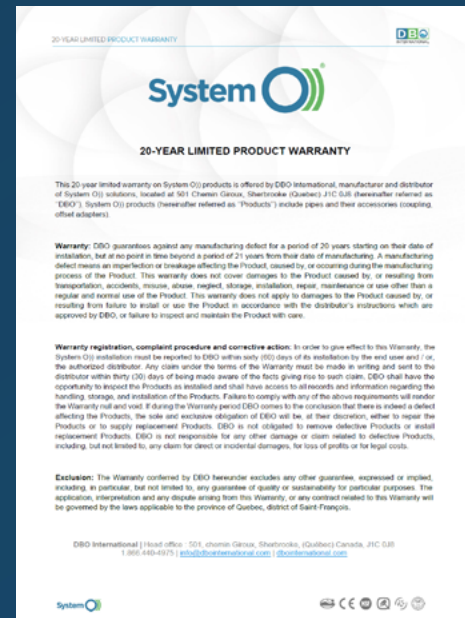 20-YEAR LIMITED PRODUCT WARRANTY
DBO
System O))®
20-YEAR LIMITED PRODUCT WARRANTY
This 20-year limited warranty on System O)) products is offered by DBO International, manufacturer and distributor
of System O)) solutions, located at 501 Chemin Giroux, Sherbrooke (Quebec) J1C 0J8 (hereinafter referred as
"DBO"). System O)) products (hereinafter referred as "Products") include pipes and their accessories (coupling,
offset adapters).
Warranty: DBO guarantees against any manufacturing defect for a period of 20 years starting on their date of
installation, but at no point in time beyond a period of 21 years from their date of manufacturing. A manufacturing
defect means an imperfection or breakage affecting the Product, caused by, or occurring during the manufacturing
process of the Product. This warranty does not cover damages to the Product caused by, or resulting from
transportation, accidents, misuse, abuse, neglect, storage, installation, repair, maintenance or use other than a
regular and normal use of the Product. This warranty does not apply to damages to the Product caused by, or
resulting from failure to install or use the Product in accordance with the distributor's instructions which are
approved by DBO, or failure to inspect and maintain the Product with care.
Warranty registration, complaint procedure and corrective action: In order to give effect to this Warranty, the
System O)) installation must be reported to DBO within sixty (60) days of its installation by the end user and / or,
the authorized distributor. Any claim under the terms of the Warranty must be made in writing and sent to the
distributor within thirty (30) days of being made aware of the facts giving rise to such claim. DBO shall have the
opportunity to inspect the Products as installed and shall have access to all records and information regarding the
handling, storage, and installation of the Products. Failure to comply with any of the above requirements will render
the Warranty null and void. If during the Warranty period DBO comes to the conclusion that there is indeed a defect
affecting the Products, the sole and exclusive obligation of DBO will be, at their discretion, either to repair the
Products or to supply replacement Products. DBO is not obligated to remove defective Products or install
replacement Products. DBO is not responsible for any other damage or claim related to defective Products,
including, but not limited to, any claim for direct or incidental damages, for loss of profits or for legal costs.
Exclusion: The Warranty conferred by DBO hereunder excludes any other guarantee, expressed or implied,
including, in particular, but not limited to, any guarantee of quality or sustainability for particular purposes. The
application, interpretation and any dispute arising from this Warranty, or any contract related to this Warranty will
be governed by the laws applicable to the province of Quebec, district of Saint-François.
DBO International | Head office : 501, chemin Giroux, Sherbrooke, (Québec) Canada, J1C 0J8
1.866.440-4975 | info@dbointernational.com | dbointernational.com
System O))